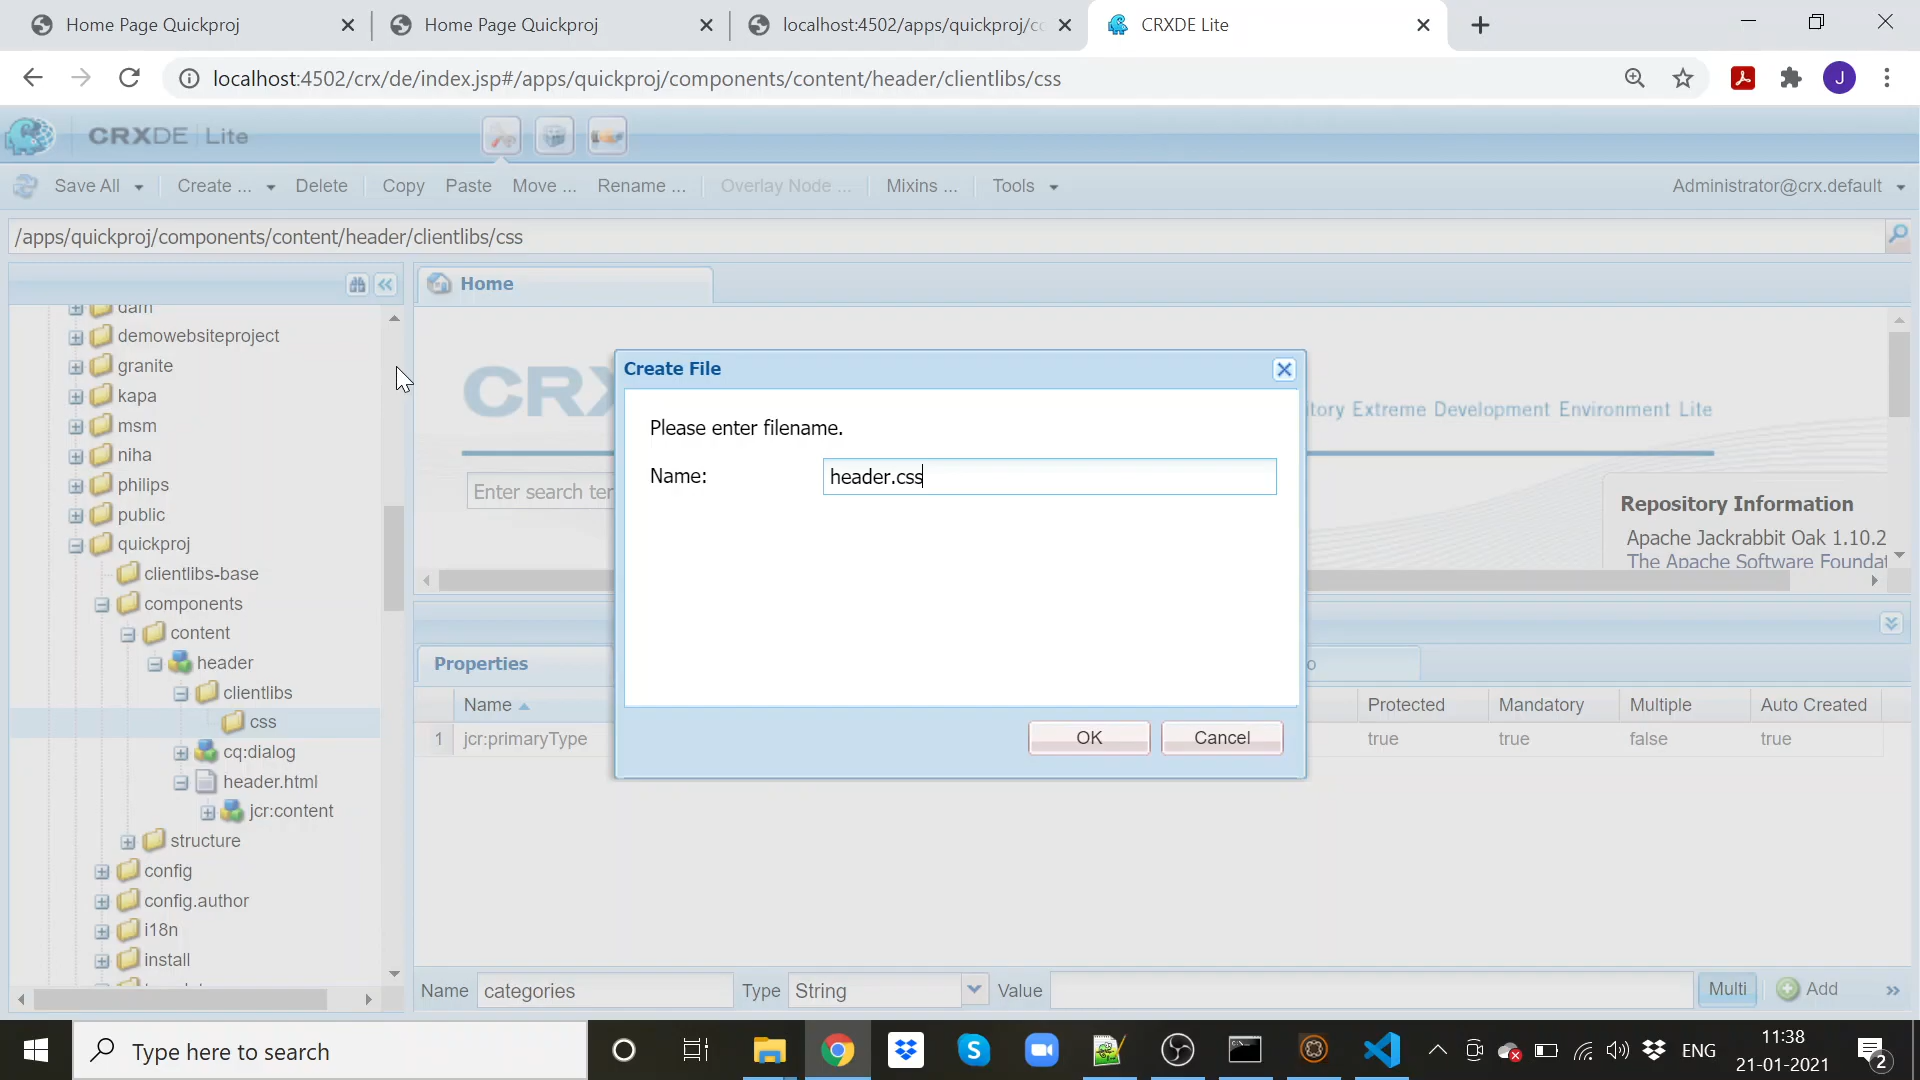 Home Page Quickproj
Home Page Quickproj
localhost:4502/apps/quickproj/co
CRXDE Lite
localhost:4502/crx/de/index.jsp#/apps/quickproj/components/content/header/clientlibs/css
J
CRXDE | Lite
Save All
Create ...
Delete
Copy
Paste
Move ...
Rename ...
Overlay Node ...
Mixins ...
Tools
Administrator@crx.default
/apps/quickproj/components/content/header/clientlibs/css
dam
demowebsiteproject
granite
kapa
msm
niha
philips
public
quickproj
clientlibs-base
components
content
header
clientlibs
css
cq:dialog
header.html
jcr:content
structure
config
config.author
i18n
install
Home
CRX
tory Extreme Development Environment Lite
Enter search ter
Repository Information
Apache Jackrabbit Oak 1.10.2
The Apache Software Foundat
Create File
Please enter filename.
Name:
header.css
OK
Cancel
Properties
Name
Protected
Mandatory
Multiple
Auto Created
1
jcr:primaryType
true
true
false
true
Name
categories
Type
String
Value
Multi
Add
Type here to search
ENG
11:38
21-01-2021
2